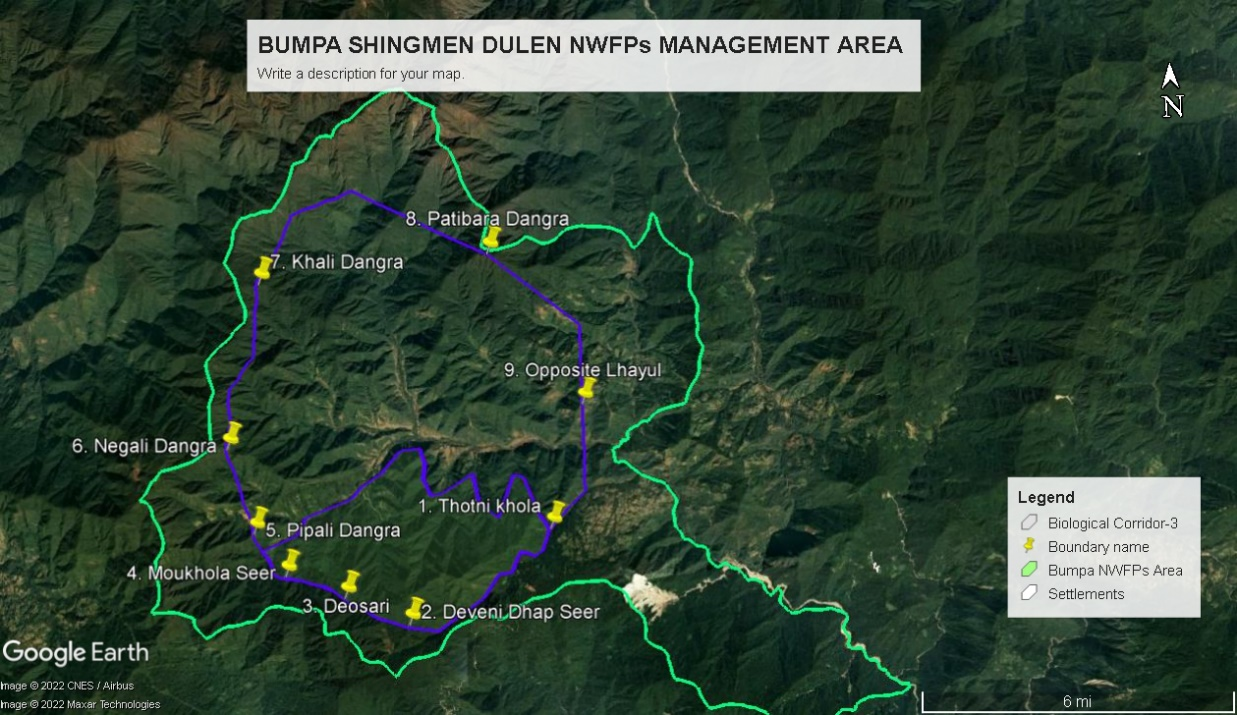 BUMPA SHINGMEN DULEN NWFPs MANAGEMENT AREA
Write a description for your map.
N
8. Patibara Dangra
7. Khali Dangra
9. Opposite Lhayul
6. Negali Dangra
1. Thotni khola
5. Pipali Dangra
4. Moukhola Seer
3. Deosari
2. Deveni Dhap Seer
Legend
Biological Corridor-3
Boundary name
Bumpa NWFPs Area
Settlements
Google Earth
Image © 2022 CNES / Airbus
Image © 2022 Maxar Technologies
6 mi